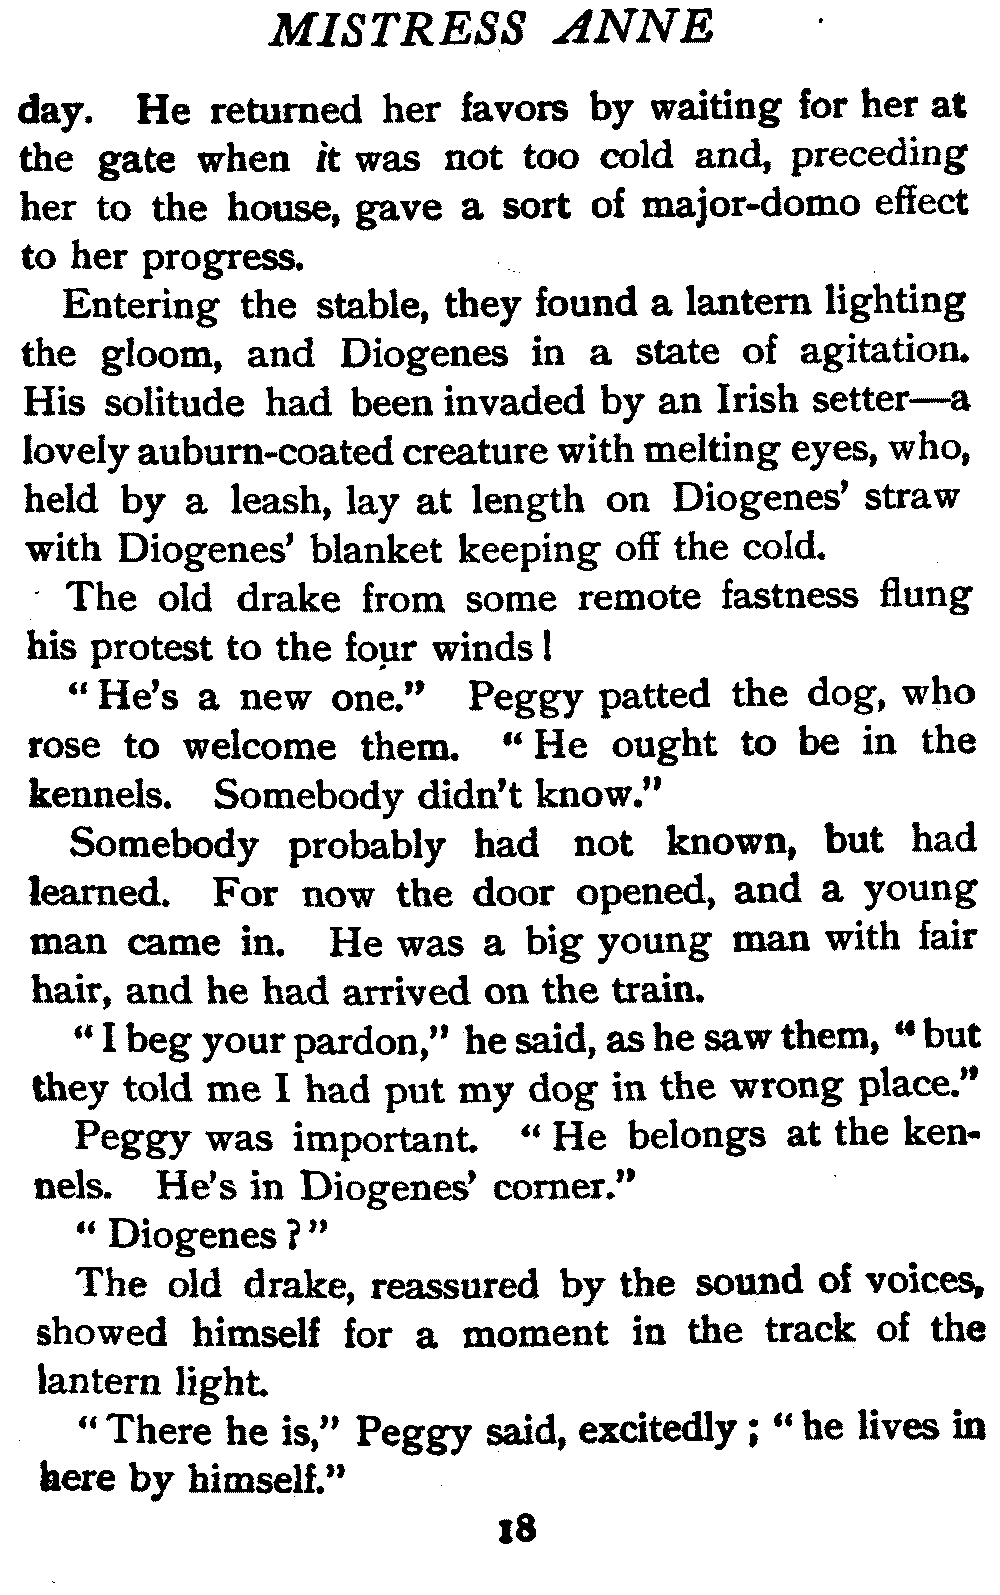 MISTRESS ANNE
day. He returned her favors by waiting for her at
the gate when it was not too cold and, preceding
her to the house, gave a sort of major-domo effect
to her progress.
Entering the stable, they found a lantern lighting
the gloom, and Diogenes in a state of agitation.
His solitude had been invaded by an Irish setter—a
lovely auburn-coated creature with melting eyes, who,
held by a leash, lay at length on Diogenes' straw
with Diogenes' blanket keeping off the cold.
The old drake from some remote fastness flung
his protest to the four winds!
"He's a new one." Peggy patted the dog, who
rose to welcome them. "He ought to be in the
kennels. Somebody didn't know."
Somebody probably had not known, but had
learned. For now the door opened, and a young
man came in. He was a big young man with fair
hair, and he had arrived on the train.
"I beg your pardon," he said, as he saw them, "but
they told me I had put my dog in the wrong place."
Peggy was important. "He belongs at the ken-
nels. He's in Diogenes' corner."
"Diogenes?"
The old drake, reassured by the sound of voices,
showed himself for a moment in the track of the
lantern light.
"There he is," Peggy said, excitedly; "he lives in
here by himself."
18